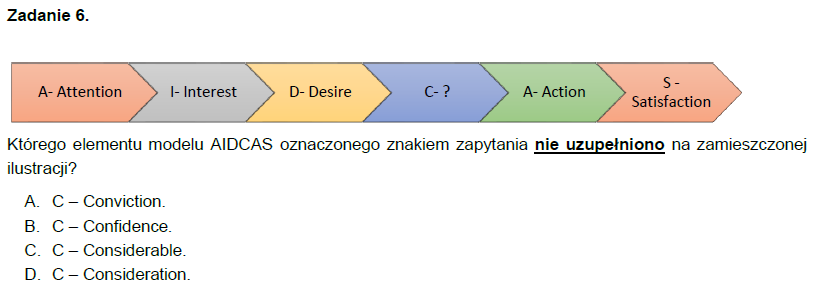 Zadanie 6.
A- Attention
I- Interest
D- Desire
C- ?
A- Action
S -
Satisfaction
Którego elementu modelu AIDCAS oznaczonego znakiem zapytania nie uzupełniono na zamieszczonej
ilustracji?
A. C – Conviction.
B. C – Confidence.
C. C – Considerable.
D. C – Consideration.